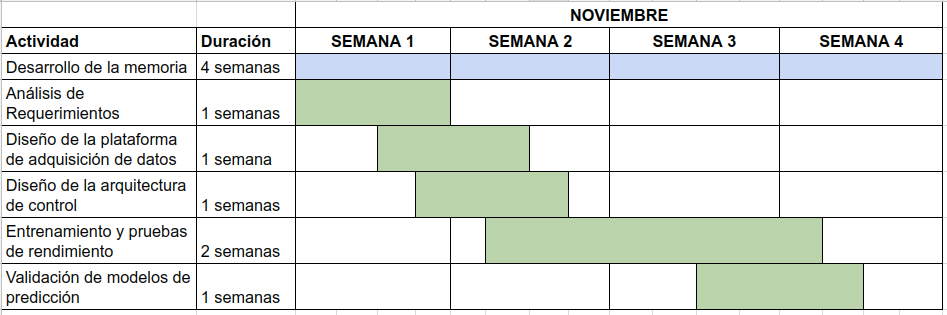 NOVIEMBRE
Actividad Duración SEMANA 1 SEMANA 2 SEMANA 3 SEMANA 4
Desarrollo de la memoria 4 semanas
Análisis de
Requerimientos 1 semanas
Diseño de la plataforma
de adquisición de datos 1 semana
Diseño de la arquitectura
de control 1 semanas
Entrenamiento y pruebas
de rendimiento 2 semanas
Validación de modelos de
predicción 1 semanas